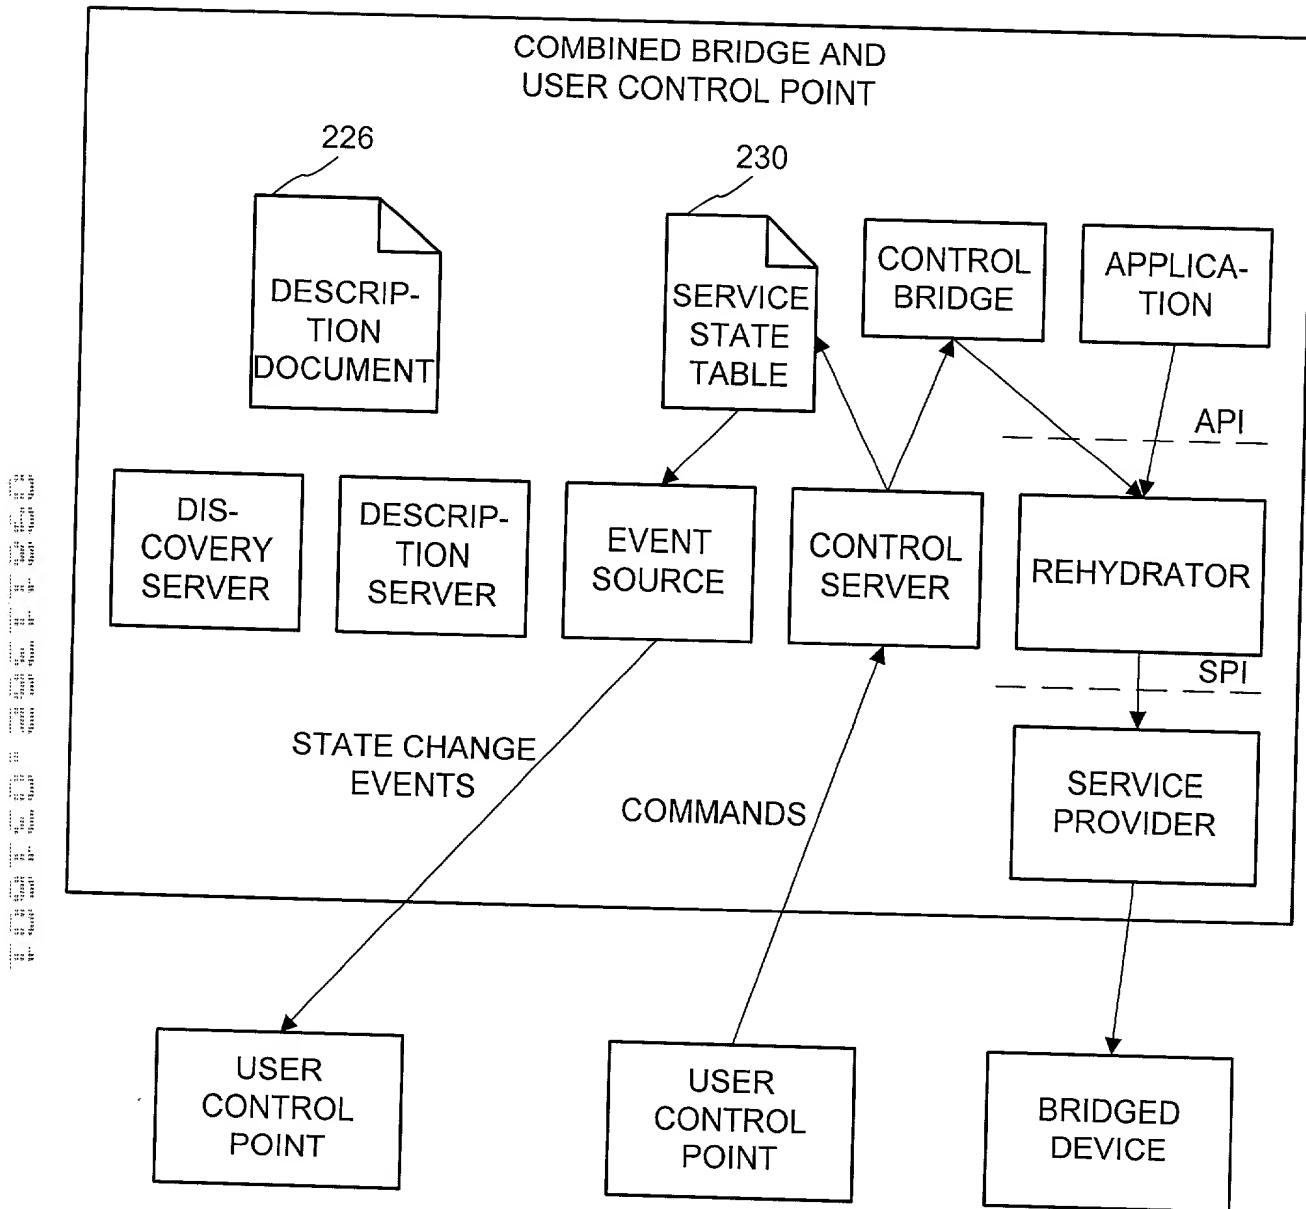 COMBINED BRIDGE AND
USER CONTROL POINT
226
230
DESCRIP-
TION
DOCUMENT
SERVICE
STATE
TABLE
CONTROL
BRIDGE
APPLICA-
TION
API
DIS-
COVERY
SERVER
DESCRIP-
TION
SERVER
EVENT
SOURCE
CONTROL
SERVER
REHYDRATOR
SPI
STATE CHANGE
EVENTS
COMMANDS
SERVICE
PROVIDER
USER
CONTROL
POINT
USER
CONTROL
POINT
BRIDGED
DEVICE